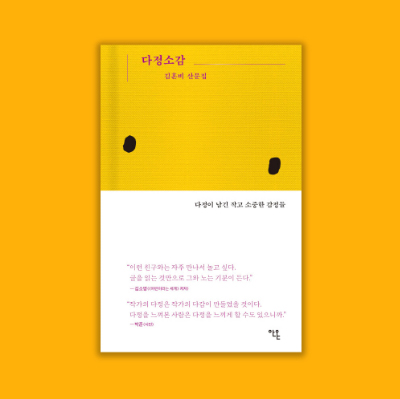 다정소감
김혼비 산문집
다정이 남긴 작고 소중한 감정들
“이런 친구와는 자주 만나서 놀고 싶다.
글을 읽는 것만으로 그와 노는 기분이 든다.”
“작가의 다정은 작가의 다감이 만들었을 것이다.
다정을 느껴본 사람은 다정을 느끼게 할 수도 있으니까.”
안온